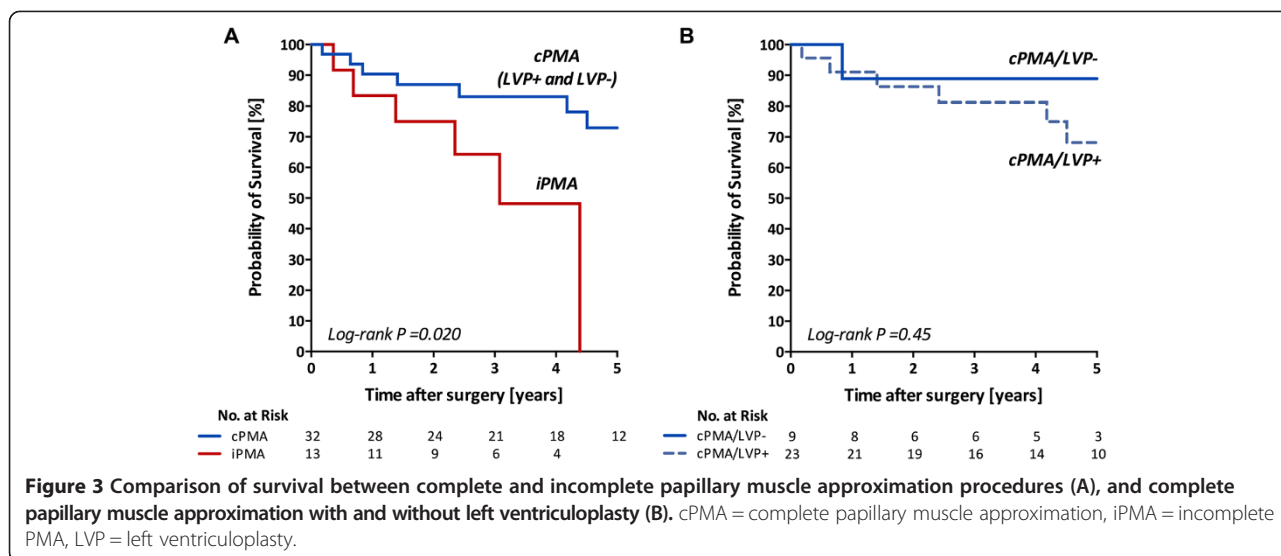 A
100
90
80
70
60
50
40
30
20
10
0
Probability of Survival [%]
cPMA
(LVP+ and LVP-)
iPMA
Log-rank P =0.020
0 1 2 3 4 5
Time after surgery [years]
No. at Risk
cPMA 32 28 24 21 18 12
iPMA 13 11 9 6 4
B
100
90
80
70
60
50
40
30
20
10
0
Probability of Survival [%]
cPMA/LVP-
cPMA/LVP+
Log-rank P =0.45
0 1 2 3 4 5
Time after surgery [years]
No. at Risk
cPMA/LVP- 9 8 6 6 5 3
cPMA/LVP+ 23 21 19 16 14 10
Figure 3 Comparison of survival between complete and incomplete papillary muscle approximation procedures (A), and complete
papillary muscle approximation with and without left ventriculoplasty (B). cPMA = complete papillary muscle approximation, iPMA = incomplete
PMA, LVP = left ventriculoplasty.